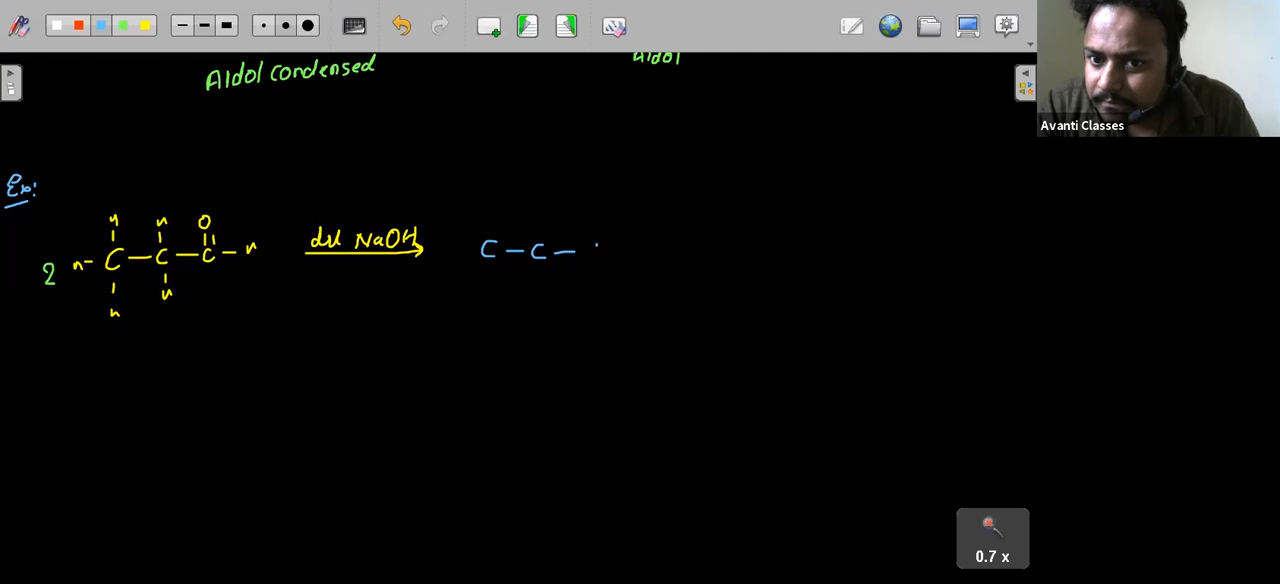 Aldol condensed
Aldol
Avanti Classes
Ex:
H H O
2 H- C - C - C - H dil NaOH C - C -
H H
0.7 x